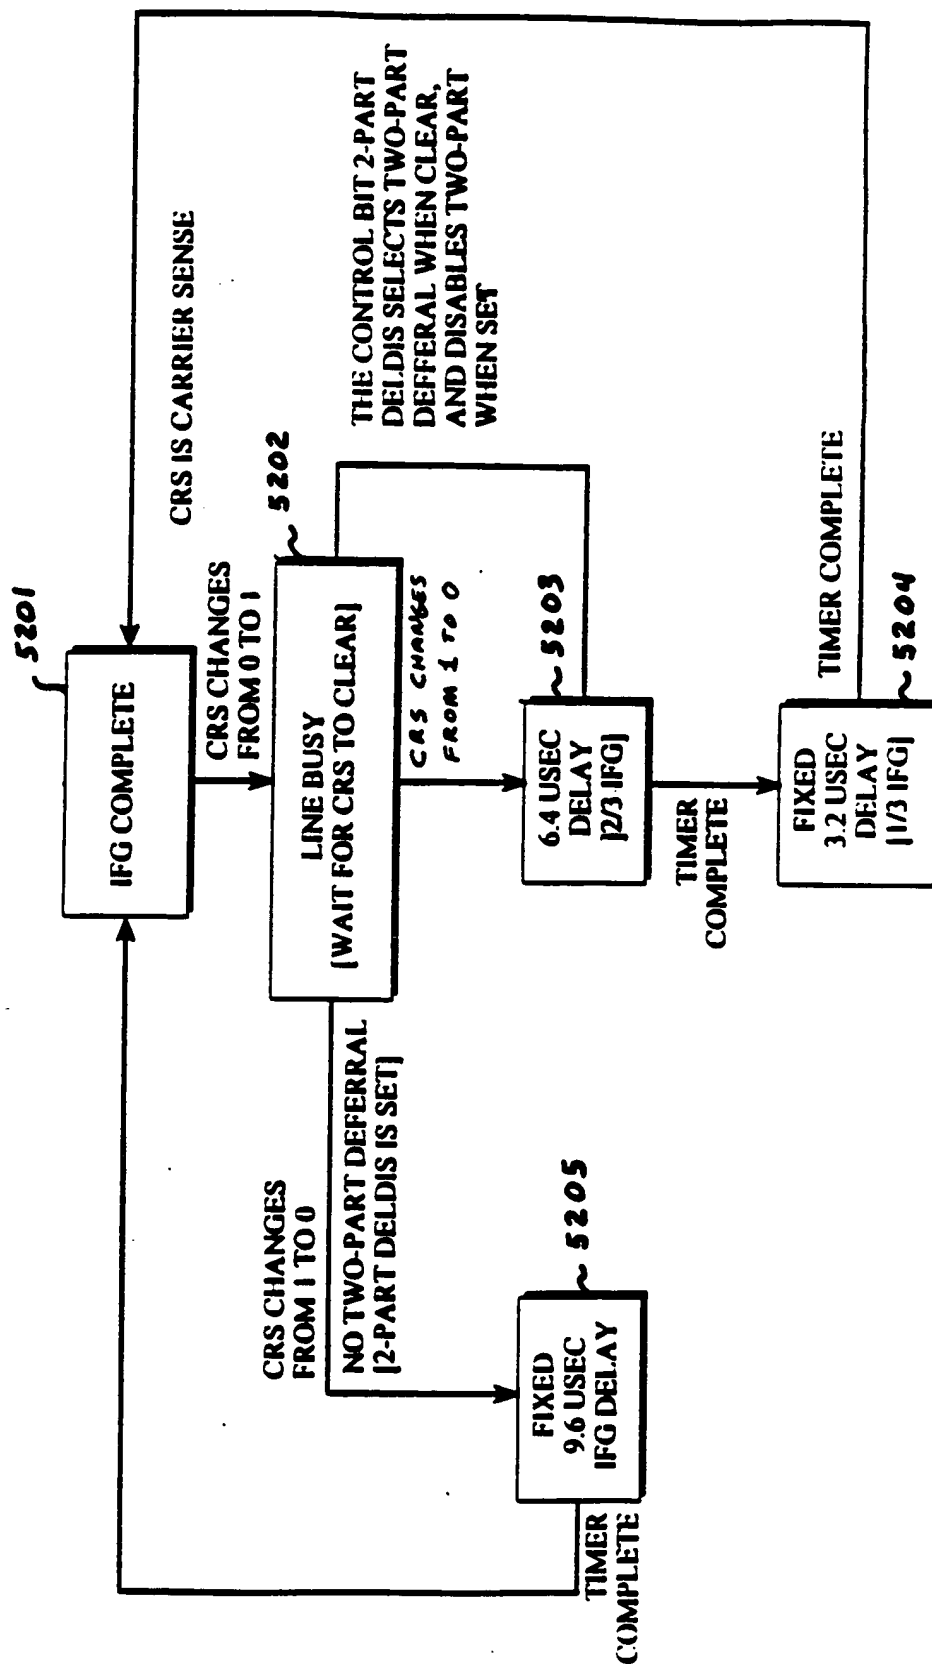 5201
IFG COMPLETE
CRS IS CARRIER SENSE
CRS CHANGES
FROM 0 TO 1
5202
LINE BUSY
[WAIT FOR CRS TO CLEAR]
THE CONTROL BIT 2-PART
DELDIS SELECTS TWO-PART
DEFFERAL WHEN CLEAR,
AND DISABLES TWO-PART
WHEN SET
CRS CHANGES
FROM 1 TO 0
CRS CHANGES
FROM 1 TO 0
NO TWO-PART DEFERRAL
[2-PART DELDIS IS SET]
5203
6.4 USEC
DELAY
]2/3 IFG]
5205
FIXED
9.6 USEC
IFG DELAY
TIMER
COMPLETE
TIMER
COMPLETE
TIMER COMPLETE
5204
FIXED
3.2 USEC
DELAY
[1/3 IFG]